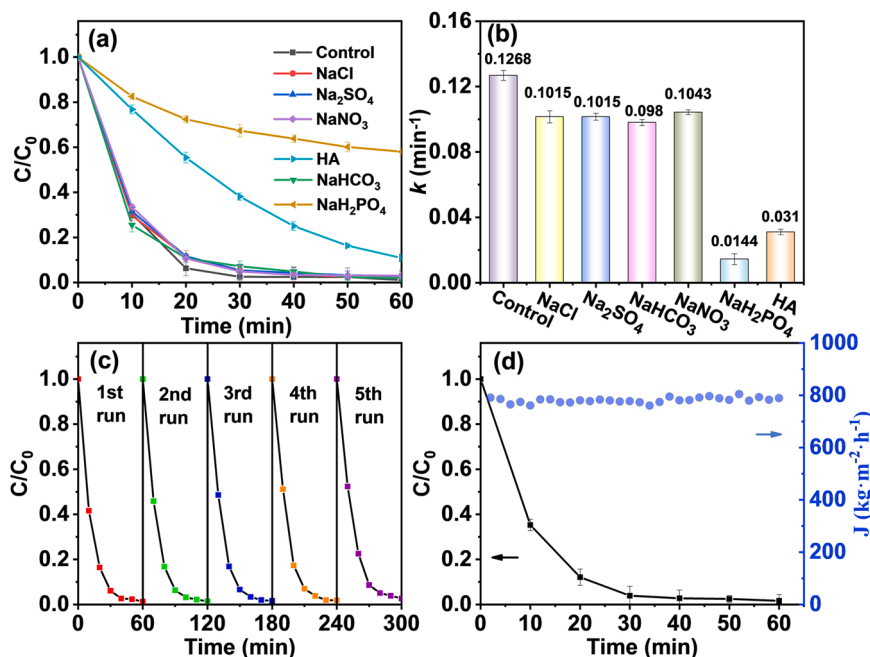 (a)
C/C₀
1.0
0.8
0.6
0.4
0.2
0.0
Control
NaCl
Na₂SO₄
NaNO₃
HA
NaHCO₃
NaH₂PO₄
0 10 20 30 40 50 60
Time (min)
(b)
k (min⁻¹)
0.16
0.12
0.08
0.04
0.00
0.1268
0.1015
0.1015
0.098
0.1043
0.0144
0.031
Control
NaCl
Na₂SO₄
NaHCO₃
NaNO₃
NaH₂PO₄
HA
(c)
C/C₀
1.0
0.8
0.6
0.4
0.2
0.0
1st run
2nd run
3rd run
4th run
5th run
0 60 120 180 240 300
Time (min)
(d)
C/C₀
1.0
0.8
0.6
0.4
0.2
0.0
1000
800
600
400
200
0
J (kg·m⁻²·h⁻¹)
0 10 20 30 40 50 60
Time (min)